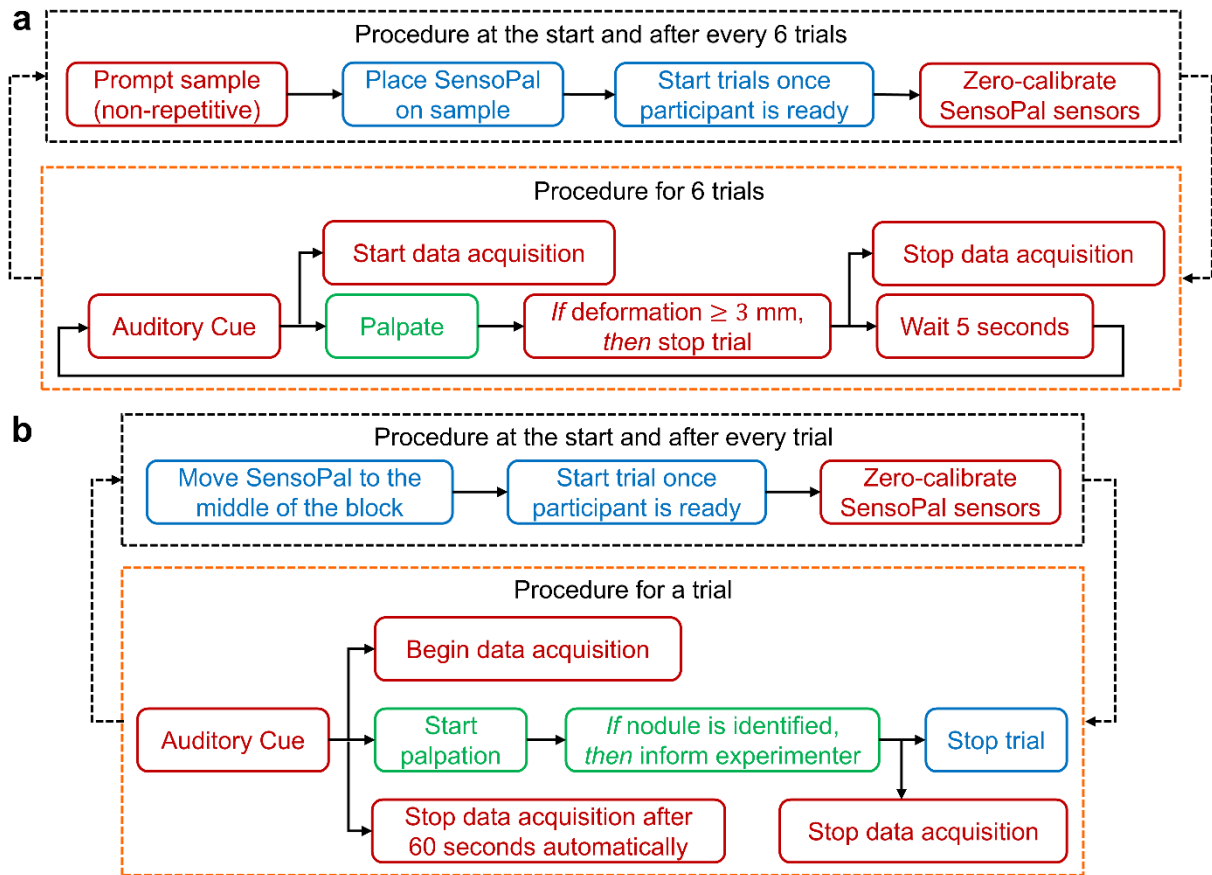 a
Procedure at the start and after every 6 trials
Prompt sample
(non-repetitive)
Place SensoPal
on sample
Start trials once
participant is ready
Zero-calibrate
SensoPal sensors
Procedure for 6 trials
Start data acquisition
Stop data acquisition
Auditory Cue
Palpate
If deformation ≥ 3 mm,
then stop trial
Wait 5 seconds
b
Procedure at the start and after every trial
Move SensoPal to the
middle of the block
Start trial once
participant is ready
Zero-calibrate
SensoPal sensors
Procedure for a trial
Begin data acquisition
Auditory Cue
Start
palpation
If nodule is identified,
then inform experimenter
Stop trial
Stop data acquisition after
60 seconds automatically
Stop data acquisition